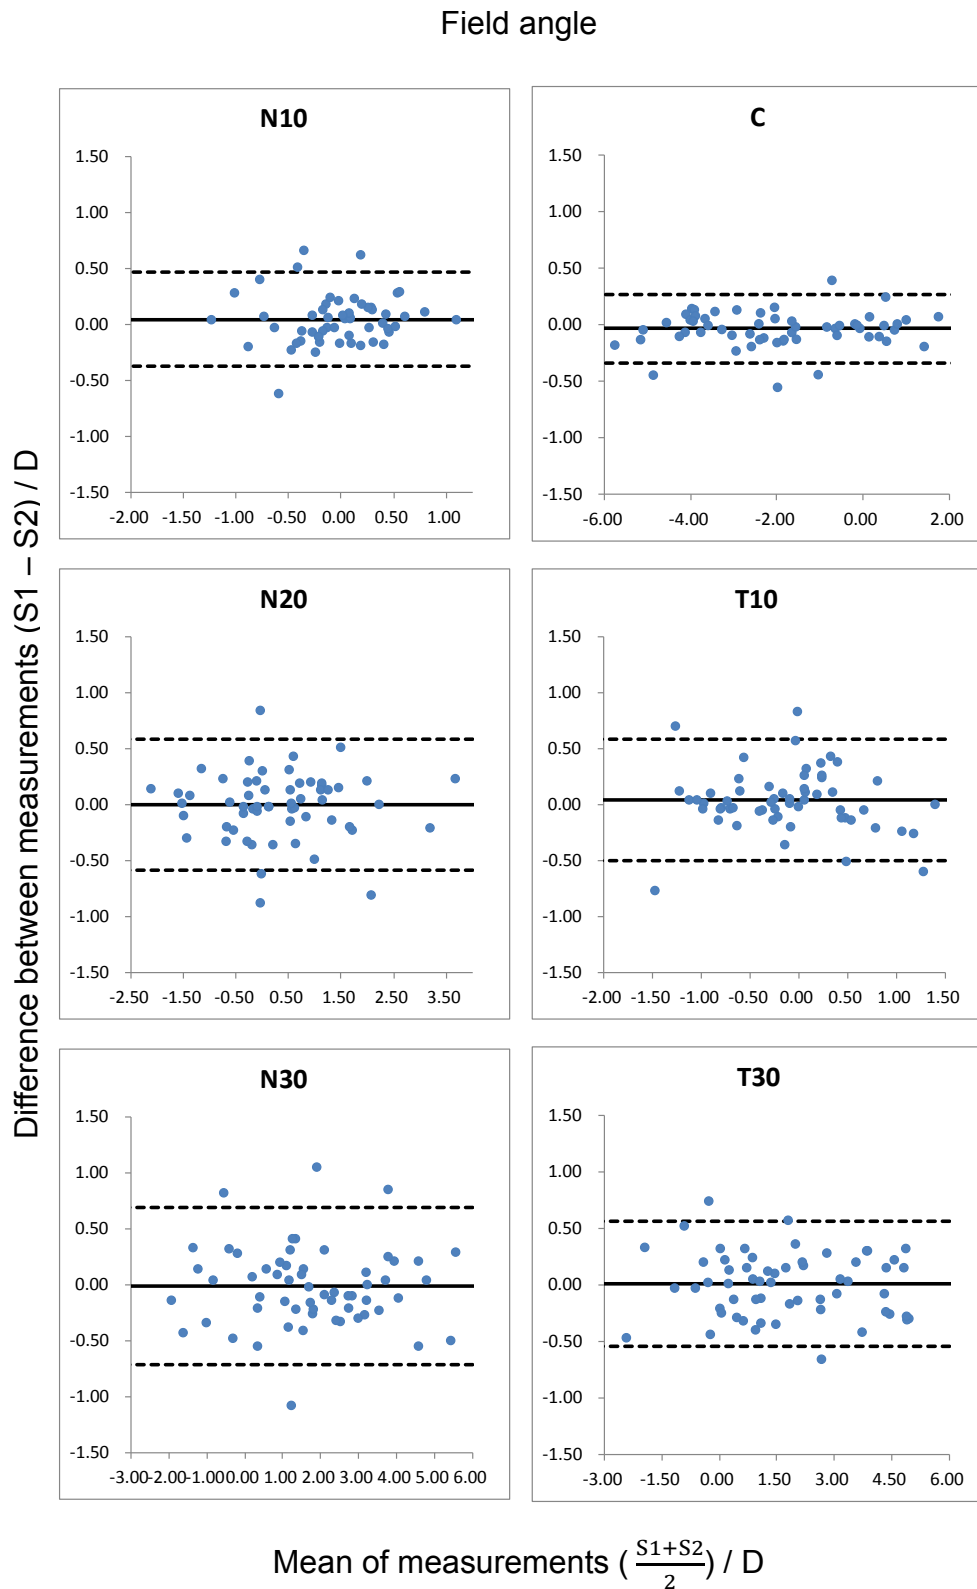 Field angle
N10
1.50
1.00
0.50
0.00
-0.50
-1.00
-1.50
-2.00 -1.50 -1.00 -0.50 0.00 0.50 1.00
C
1.50
1.00
0.50
0.00
-0.50
-1.00
-1.50
-6.00 -4.00 -2.00 0.00 2.00
Difference between measurements (S1 – S2) / D
N20
1.50
1.00
0.50
0.00
-0.50
-1.00
-1.50
-2.50 -1.50 -0.50 0.50 1.50 2.50 3.50
T10
1.50
1.00
0.50
0.00
-0.50
-1.00
-1.50
-2.00 -1.50 -1.00 -0.50 0.00 0.50 1.00 1.50
N30
1.50
1.00
0.50
0.00
-0.50
-1.00
-1.50
-3.00 -2.00 -1.00 0.00 1.00 2.00 3.00 4.00 5.00 6.00
T30
1.50
1.00
0.50
0.00
-0.50
-1.00
-1.50
-3.00 -1.50 0.00 1.50 3.00 4.50 6.00
Mean of measurements ( S1+S2/2 ) / D